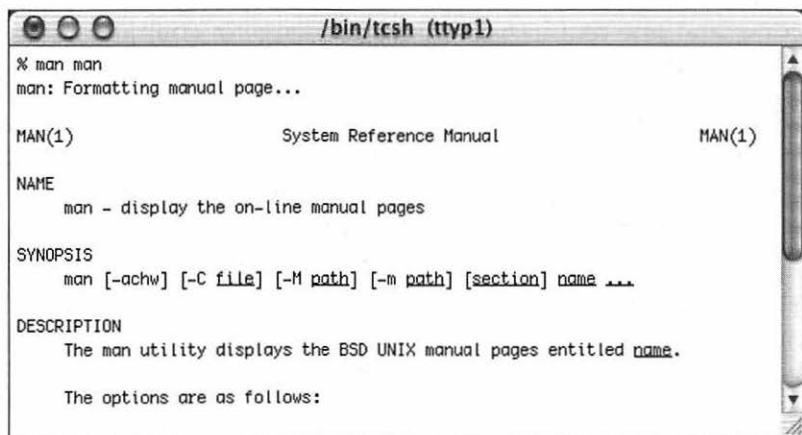 /bin/tcsh (ttyp1)
% man man
man: Formatting manual page...
MAN(1) System Reference Manual MAN(1)
NAME
man - display the on-line manual pages
SYNOPSIS
man [-achw] [-C file] [-M path] [-m path] [section] name ...
DESCRIPTION
The man utility displays the BSD UNIX manual pages entitled name.
The options are as follows: